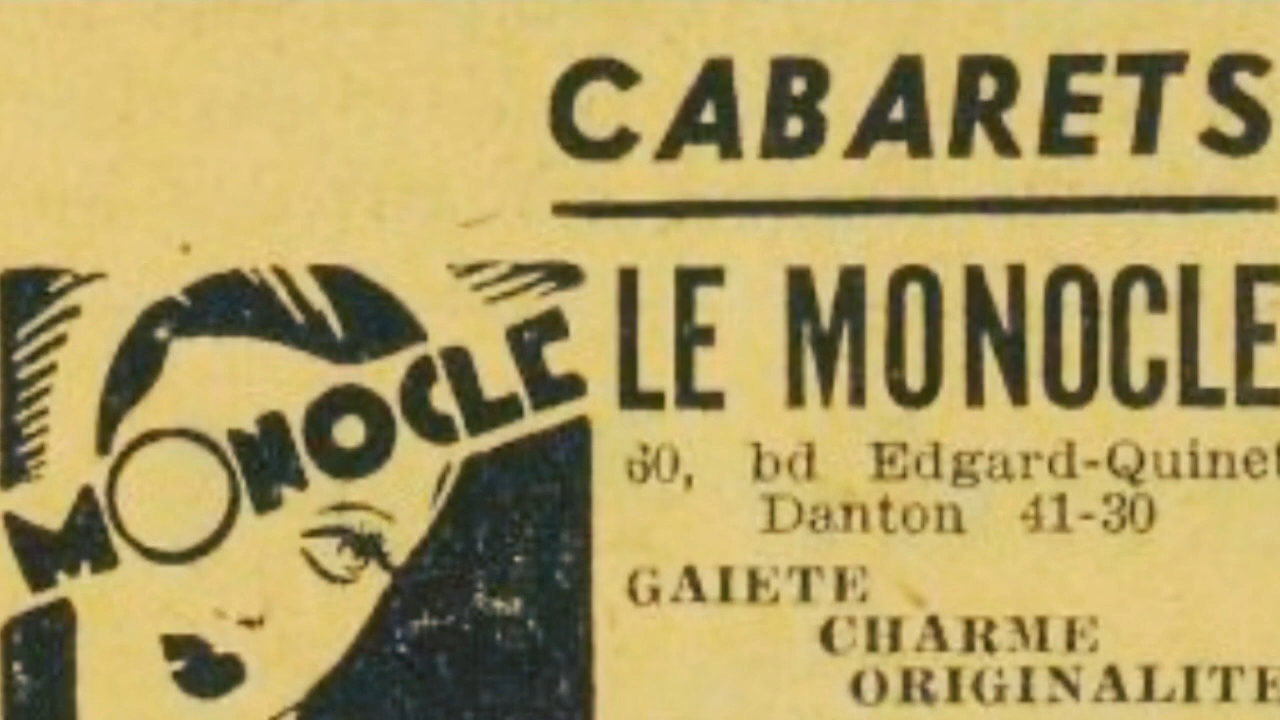 CABARETS
MONOCLE
LE MONOCLE
60, bd Edgard-Quinet
Danton 41-30
GAIETE
CHARME
ORIGINALITE